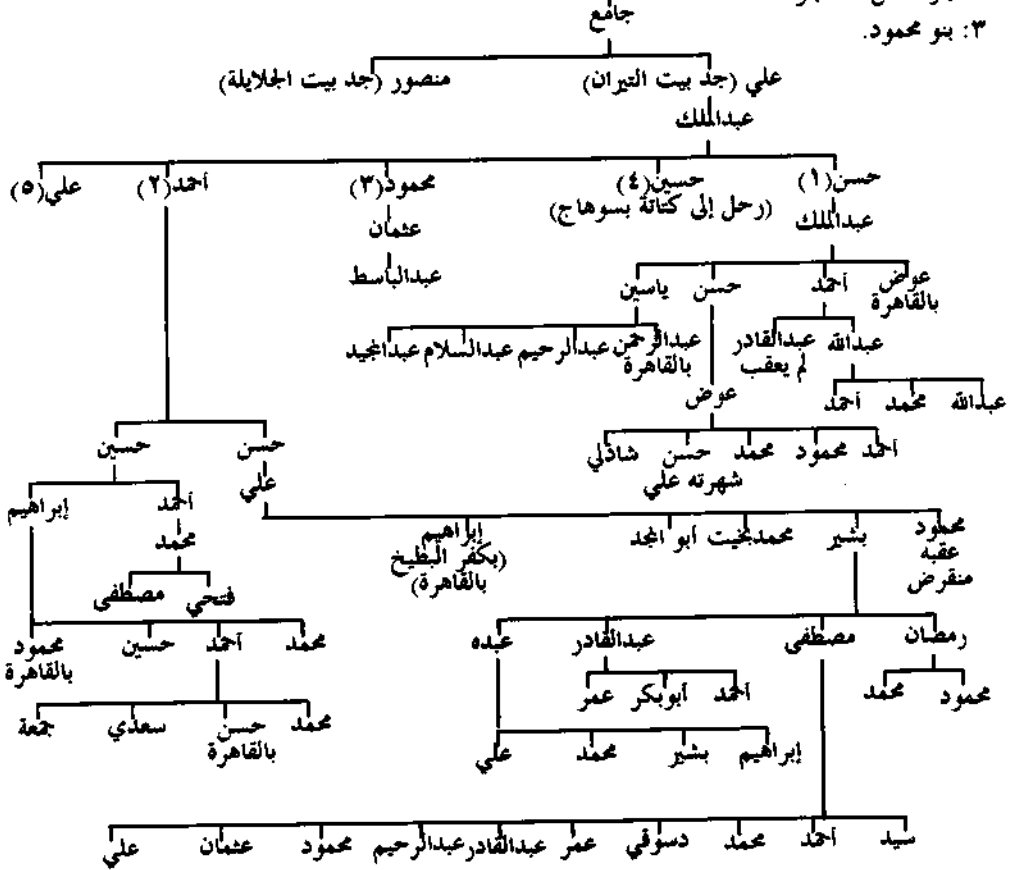 جامع
٣: بنو محمود.
علي (جد بيت التيران) منصور (جد بيت الجلايلة)
عبدالملك
حسن(١) حسين(٤) محمود(٣) أحمد(٢) علي(٥)
(رحل إلى كتاتة بسوهاج)
عبدالملك عثمان
عبدالباسط
عوض أحمد حسن ياسين
بالقاهرة
عبدالله عبدالقادر عبدالرحمن عبدالرحيم عبدالسلام عبدالمجيد
لم يعقب بالقاهرة
عبدالله محمد أحمد عوض
أحمد محمود محمد حسن شاذلي
شهرته علي
حسن حسين
علي أحمد إبراهيم
محمود بشير محمدبخيت أبو المجد إبراهيم محمد
عقبه (بكفر البطيخ
منقرض بالقاهرة)
فتحي مصطفى
رمضان مصطفى عبدالقادر عبده محمد أحمد حسين محمود
بالقاهرة
محمود محمد أحمد أبوبكر عمر محمد حسن سعدي جمعة
بالقاهرة
إبراهيم بشير محمد علي
سيد أحمد محمد دسوقي عمر عبدالقادر عبدالرحيم محمود عثمان علي